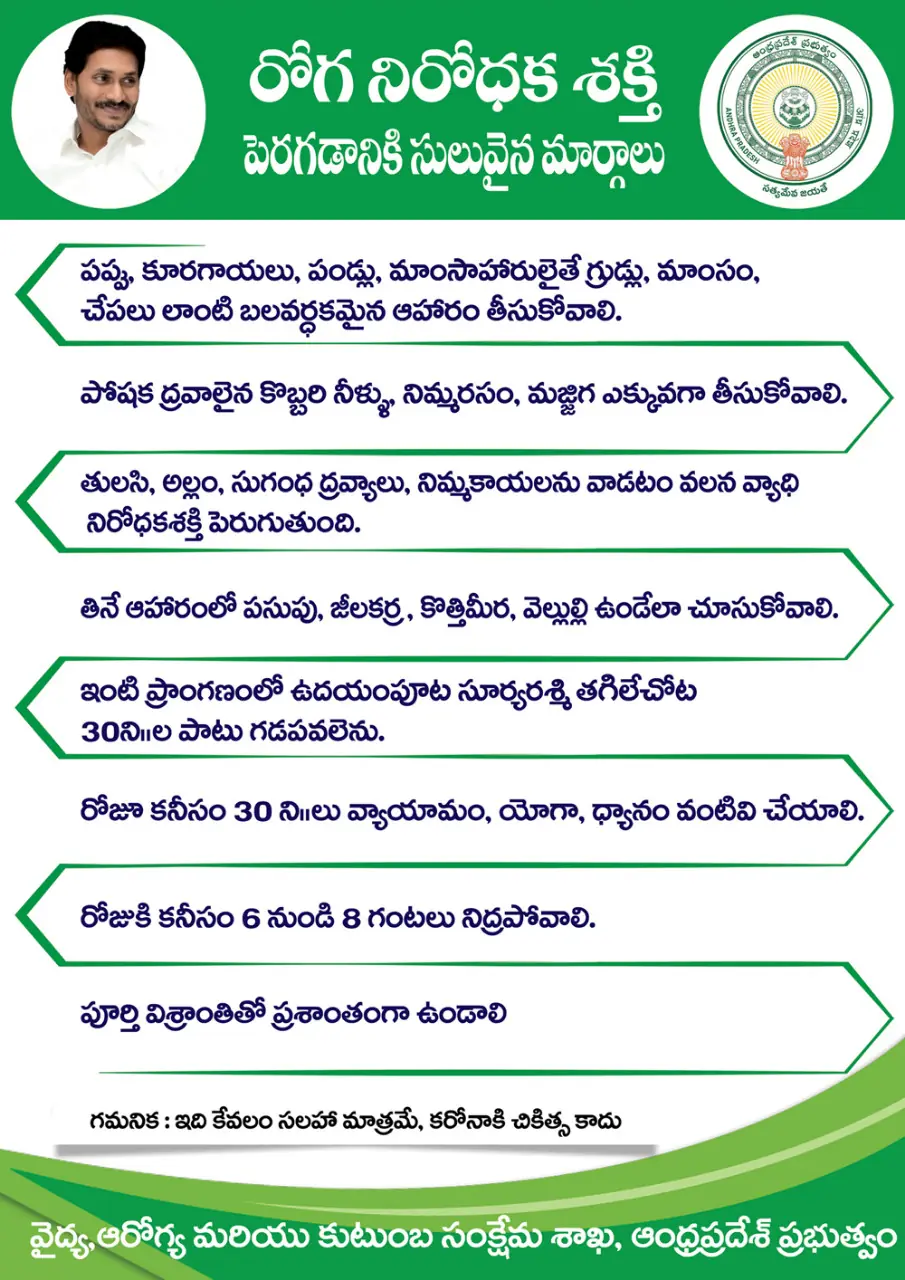 రోగ నిరోధక శక్తి
పెరగడానికి సులువైన మార్గాలు
ఆంధ్రప్రదేశ్ ప్రభుత్వం
ANDHRA PRADESH
सत्यमेव जयते
సత్యమేవ జయతే
పప్పు, కూరగాయలు, పండ్లు, మాంసాహారులైతే గ్రుడ్లు, మాంసం,
చేపలు లాంటి బలవర్ధకమైన ఆహారం తీసుకోవాలి.
పోషక ద్రవాలైన కొబ్బరి నీళ్ళు, నిమ్మరసం, మజ్జిగ ఎక్కువగా తీసుకోవాలి.
తులసి, అల్లం, సుగంధ ద్రవ్యాలు, నిమ్మకాయలను వాడటం వలన వ్యాధి
నిరోధకశక్తి పెరుగుతుంది.
తినే ఆహారంలో పసుపు, జీలకర్ర, కొత్తిమీర, వెల్లుల్లి ఉండేలా చూసుకోవాలి.
ఇంటి ప్రాంగణంలో ఉదయంపూట సూర్యరశ్మి తగిలేచోట
30ని॥ల పాటు గడపవలెను.
రోజూ కనీసం 30 ని॥లు వ్యాయామం, యోగా, ధ్యానం వంటివి చేయాలి.
రోజుకి కనీసం 6 నుండి 8 గంటలు నిద్రపోవాలి.
పూర్తి విశ్రాంతితో ప్రశాంతంగా ఉండాలి
గమనిక : ఇది కేవలం సలహా మాత్రమే, కరోనాకి చికిత్స కాదు
వైద్య,ఆరోగ్య మరియు కుటుంబ సంక్షేమ శాఖ, ఆంధ్రప్రదేశ్ ప్రభుత్వం